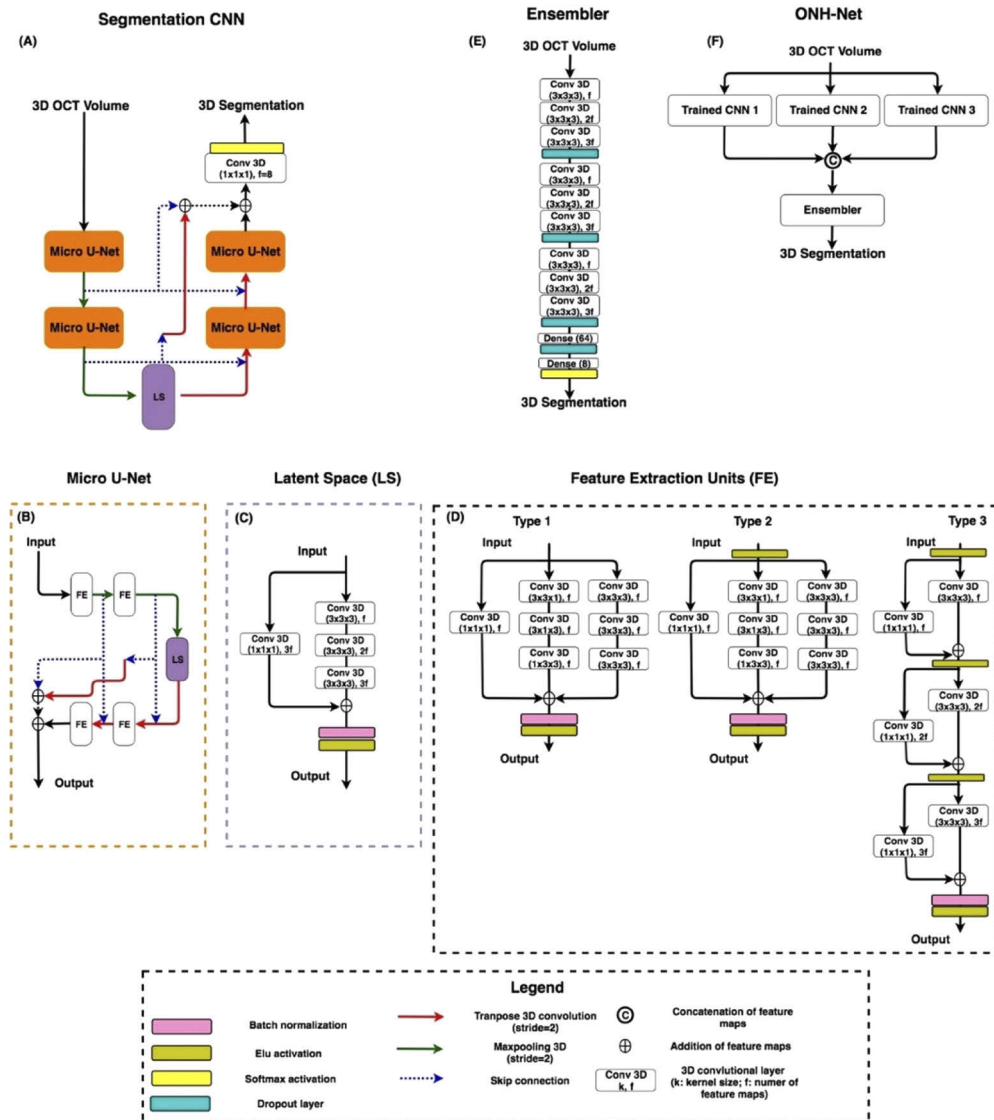 Segmentation CNN
(A)
3D OCT Volume
3D Segmentation
Conv 3D
(1x1x1), f=8
Micro U-Net
Micro U-Net
Micro U-Net
Micro U-Net
LS
Ensembler
(E)
3D OCT Volume
Conv 3D
(3x3x3), f
Conv 3D
(3x3x3), 2f
Conv 3D
(3x3x3), 3f
Conv 3D
(3x3x3), f
Conv 3D
(3x3x3), 2f
Conv 3D
(3x3x3), 3f
Conv 3D
(3x3x3), f
Conv 3D
(3x3x3), 2f
Conv 3D
(3x3x3), 3f
Dense (64)
Dense (8)
3D Segmentation
ONH-Net
(F)
3D OCT Volume
Trained CNN 1
Trained CNN 2
Trained CNN 3
C
Ensembler
3D Segmentation
Micro U-Net
(B)
Input
FE
FE
LS
FE
FE
Output
Latent Space (LS)
(C)
Input
Conv 3D
(1x1x1), 3f
Conv 3D
(3x3x3), f
Conv 3D
(3x3x3), 2f
Conv 3D
(3x3x3), 3f
Output
Feature Extraction Units (FE)
(D)
Type 1
Input
Conv 3D
(1x1x1), f
Conv 3D
(3x3x1), f
Conv 3D
(3x1x3), f
Conv 3D
(1x3x3), f
Conv 3D
(3x3x3), f
Conv 3D
(3x3x3), f
Conv 3D
(3x3x3), f
Output
Type 2
Input
Conv 3D
(1x1x1), f
Conv 3D
(3x3x1), f
Conv 3D
(3x1x3), f
Conv 3D
(1x3x3), f
Conv 3D
(3x3x3), f
Conv 3D
(3x3x3), f
Conv 3D
(3x3x3), f
Output
Type 3
Input
Conv 3D
(3x3x3), f
Conv 3D
(1x1x1), f
Conv 3D
(3x3x3), 2f
Conv 3D
(1x1x1), 2f
Conv 3D
(3x3x3), 3f
Conv 3D
(1x1x1), 3f
Output
Legend
Batch normalization
Elu activation
Softmax activation
Dropout layer
Tranpose 3D convolution
(stride=2)
Maxpooling 3D
(stride=2)
Skip connection
C
Concatenation of feature
maps
Addition of feature maps
Conv 3D
k, f
3D convlutional layer
(k: kernel size; f: numer of
feature maps)